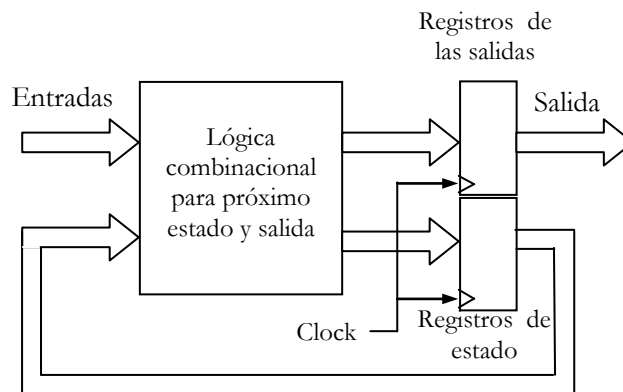 Registros de
las salidas
Entradas
Salida
Lógica
combinacional
para próximo
estado y salida
Clock
Registros de
estado